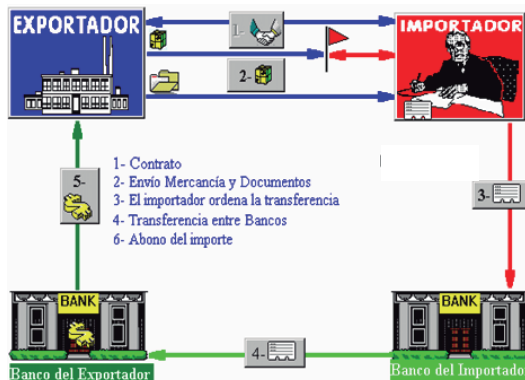 EXPORTADOR
1-
IMPORTADOR
2-
1- Contrato
2- Envío Mercancía y Documentos
3- El importador ordena la transferencia
4- Transferencia entre Bancos
6- Abono del importe
5-
3-
BANK
BANK
4-
Banco del Exportador
Banco del Importador